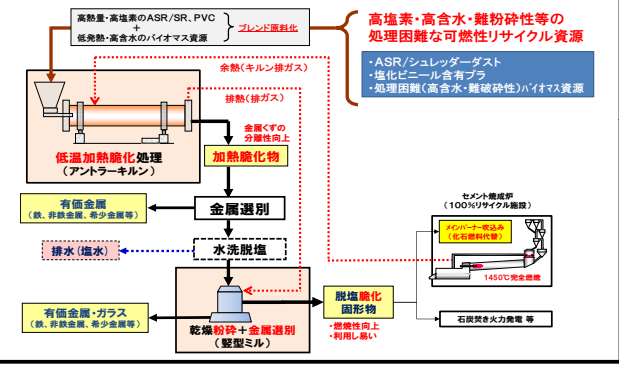 高熱量・高塩素のASR/SR、PVC
+
低発熱・高含水のバイオマス資源
ブレンド原料化
高塩素・高含水・難粉砕性等の
処理困難な可燃性リサイクル資源
・ASR/シュレッダーダスト
・塩化ビニール含有プラ
・処理困難(高含水・難破砕性)バイオマス資源
余熱(キルン排ガス)
排熱(排ガス)
低温加熱脆化処理
(アントラーキルン)
金属くずの
分離性向上
加熱脆化物
有価金属
(鉄、非鉄金属、希少金属等)
金属選別
排水(塩水)
水洗脱塩
セメント焼成炉
(100%リサイクル施設)
メインバーナー吹込み
(化石燃料代替)
1450℃完全燃焼
有価金属・ガラス
(鉄、非鉄金属、希少金属等)
乾燥粉砕+金属選別
(竪型ミル)
脱塩脆化
固形物
・燃焼性向上
・利用し易い
石炭焚き火力発電 等